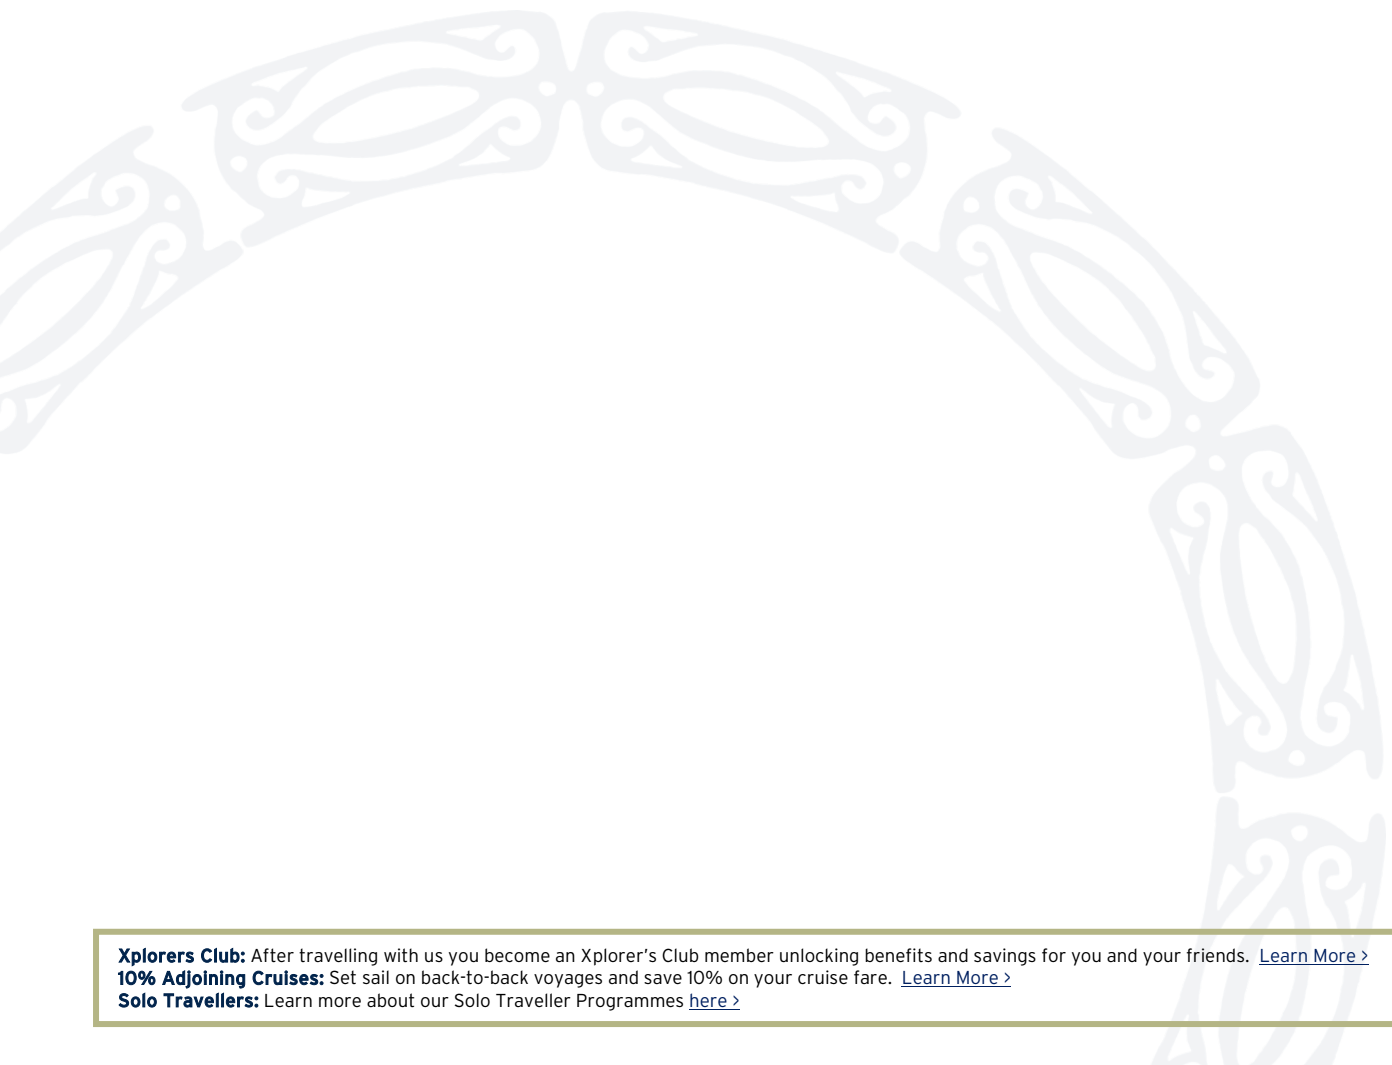 Xplorers Club: After travelling with us you become an Xplorer’s Club member unlocking benefits and savings for you and your friends. Learn More >
10% Adjoining Cruises: Set sail on back-to-back voyages and save 10% on your cruise fare. Learn More >
Solo Travellers: Learn more about our Solo Traveller Programmes here >